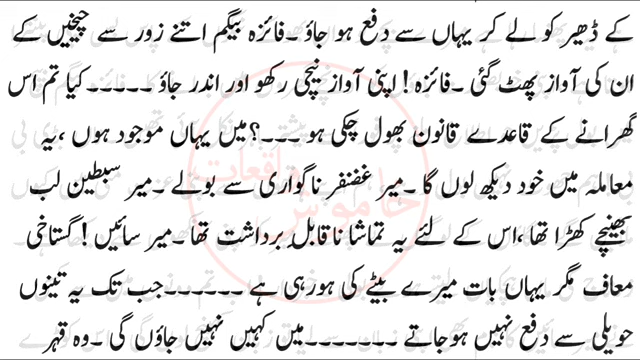 کے ڈھیر کو لے کر یہاں سے دفع ہو جاؤ ۔فائزہ بیگم اتنے زور سے چیخیں کے
ان کی آواز پھٹ گئی ۔فائزہ ! اپنی آواز نیچی رکھو اور اندر جاؤ ۔۔۔۔۔کیا تم اس
گھرانے کے قاعدے قانون بھول چکی ہو ۔۔۔؟میں یہاں موجود ہوں ،یہ
معاملہ میں خود دیکھ لوں گا ۔میر غضنفر ناگواری سے بولے ۔میر سبطین لب
بھینچے کھڑا تھا ،اس کے لئے یہ تماشا ناقابلِ برداشت تھا ۔میر سائیں ! گستاخی
معاف مگر یہاں بات میرے بیٹے کی ہورہی ہے ۔۔۔۔۔۔جب تک یہ تینوں
حویلی سے دفع نہیں ہوجاتے ۔۔۔۔۔۔۔میں کہیں نہیں جاؤں گی ۔وہ قہر